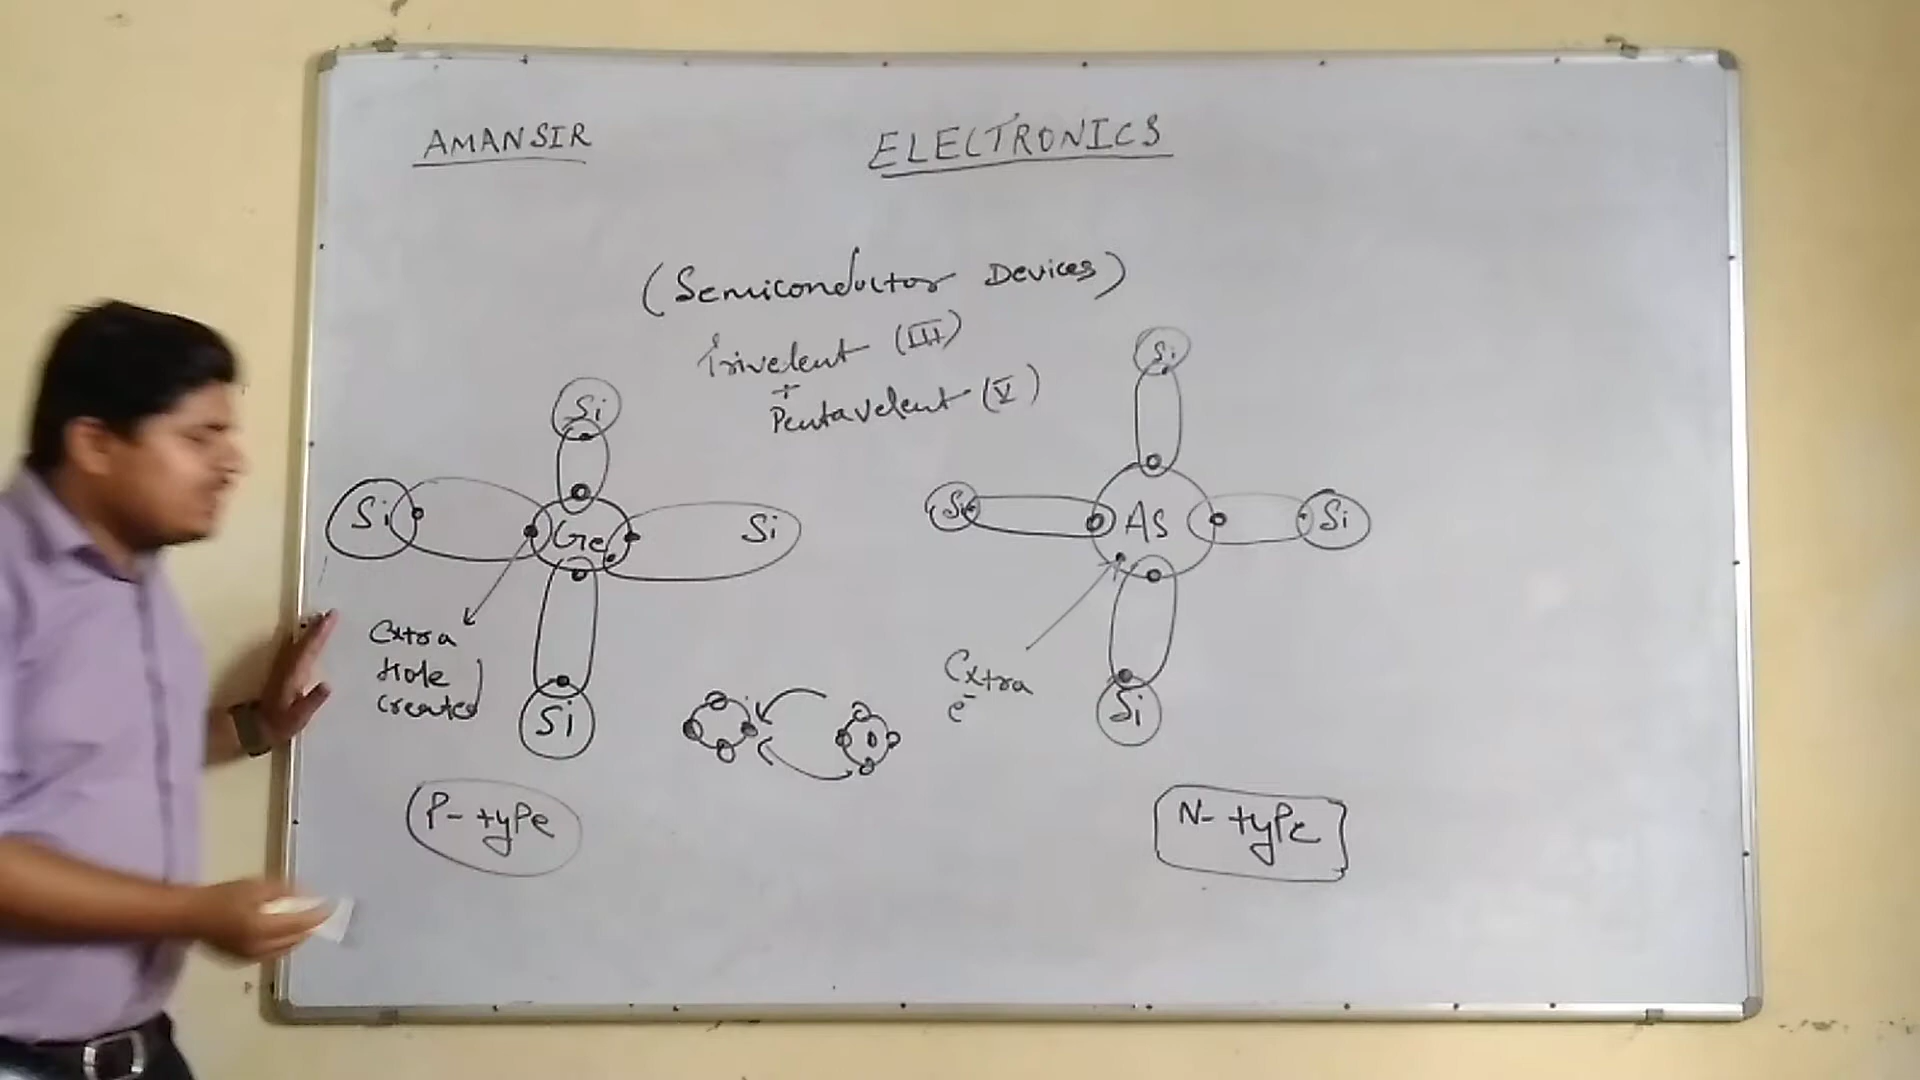 AMANSIR
ELECTRONICS
(Semiconductor Devices)
Trivelent (III)
+
Pentavelent (V)
Si
Si
Ge
Si
Si
Extra
Hole
created
P-type
Si
Si
As
Si
Si
Extra
e-
N-type